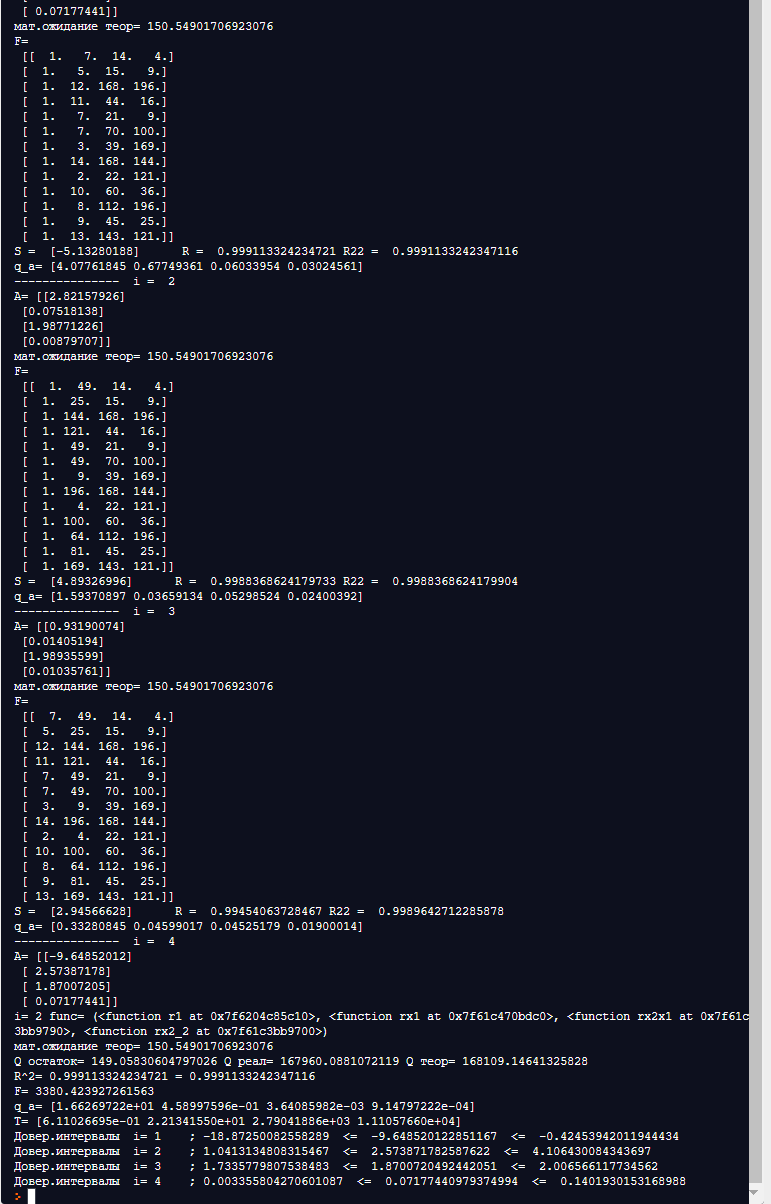 [ 0.07177441]]
мат.ожидание теор= 150.54901706923076
F=
[[  1.   7.  14.   4.]
[  1.   5.  15.   9.]
[  1.  12. 168. 196.]
[  1.  11.  44.  16.]
[  1.   7.  21.   9.]
[  1.   7.  70. 100.]
[  1.   3.  39. 169.]
[  1.  14. 168. 144.]
[  1.   2.  22. 121.]
[  1.  10.  60.  36.]
[  1.   8. 112. 196.]
[  1.   9.  45.  25.]
[  1.  13. 143. 121.]]
S =  [-5.13280188]      R =  0.999113324234721 R22 =  0.9991133242347116
q_a= [4.07761845 0.67749361 0.06033954 0.03024561]
---------------  i =  2
A= [[2.82157926]
[0.07518138]
[1.98771226]
[0.00879707]]
мат.ожидание теор= 150.54901706923076
F=
[[  1.  49.  14.   4.]
[  1.  25.  15.   9.]
[  1. 144. 168. 196.]
[  1. 121.  44.  16.]
[  1.  49.  21.   9.]
[  1.  49.  70. 100.]
[  1.   9.  39. 169.]
[  1. 196. 168. 144.]
[  1.   4.  22. 121.]
[  1. 100.  60.  36.]
[  1.  64. 112. 196.]
[  1.  81.  45.  25.]
[  1. 169. 143. 121.]]
S =  [4.89326996]      R =  0.9988368624179733 R22 =  0.9988368624179904
q_a= [1.59370897 0.03659134 0.05298524 0.02400392]
---------------  i =  3
A= [[0.93190074]
[0.01405194]
[1.98935599]
[0.01035761]]
мат.ожидание теор= 150.54901706923076
F=
[[  7.  49.  14.   4.]
[  5.  25.  15.   9.]
[ 12. 144. 168. 196.]
[ 11. 121.  44.  16.]
[  7.  49.  21.   9.]
[  7.  49.  70. 100.]
[  3.   9.  39. 169.]
[ 14. 196. 168. 144.]
[  2.   4.  22. 121.]
[ 10. 100.  60.  36.]
[  8.  64. 112. 196.]
[  9.  81.  45.  25.]
[ 13. 169. 143. 121.]]
S =  [2.94566628]      R =  0.99454063728467 R22 =  0.9989642712285878
q_a= [0.33280845 0.04599017 0.04525179 0.01900014]
---------------  i =  4
A= [[-9.64852012]
[ 2.57387178]
[ 1.87007205]
[ 0.07177441]]
i= 2 func= (<function r1 at 0x7f6204c85c10>, <function rx1 at 0x7f61c470bdc0>, <function rx2x1 at 0x7f61c
3bb9790>, <function rx2_2 at 0x7f61c3bb9700>)
мат.ожидание теор= 150.54901706923076
Q остаток= 149.05830604797026 Q реал= 167960.0881072119 Q теор= 168109.14641325828
R^2= 0.999113324234721 = 0.9991133242347116
F= 3380.423927261563
q_a= [1.66269722e+01 4.58997596e-01 3.64085982e-03 9.14797222e-04]
T= [6.11026695e-01 2.21341550e+01 2.79041886e+03 1.11057660e+04]
Довер.интервалы  i= 1    ; -18.87250082558289  <=  -9.648520122851167  <=  -0.42453942011944434
Довер.интервалы  i= 2    ; 1.0413134808315467  <=  2.573871782587622  <=  4.106430084343697
Довер.интервалы  i= 3    ; 1.7335779807538483  <=  1.8700720492442051  <=  2.006566117734562
Довер.интервалы  i= 4    ; 0.003355804270601087  <=  0.07177440979374994  <=  0.1401930153168988
>